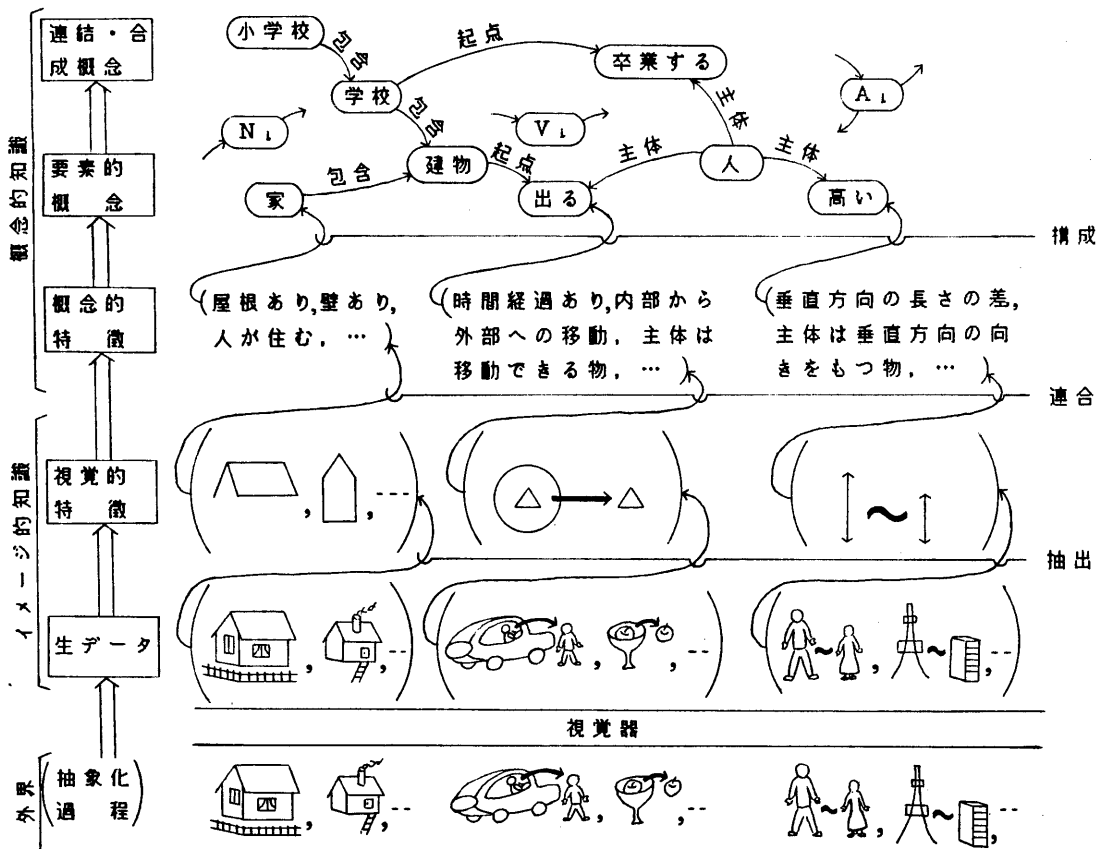 連結・合
成概念
要素的
概念
概念的
特徴
視覚的
特徴
生データ
抽象化
過程
概念的知識
イメージ的知識
外界
小学校
包含
起点
卒業する
学校
包含
主体
A i
N i
V i
建物
起点
主体
人
主体
包含
家
出る
高い
構成
(屋根あり,壁あり,
人が住む, …)
(時間経過あり,内部から
外部への移動, 主体は
移動できる物, …)
(垂直方向の長さの差,
主体は垂直方向の向
きをもつ物, …)
連合
, , ----
~
抽出
, , --
, , --
~ , ~ , --
視覚器
, , --
, , --
~ , ~ , --